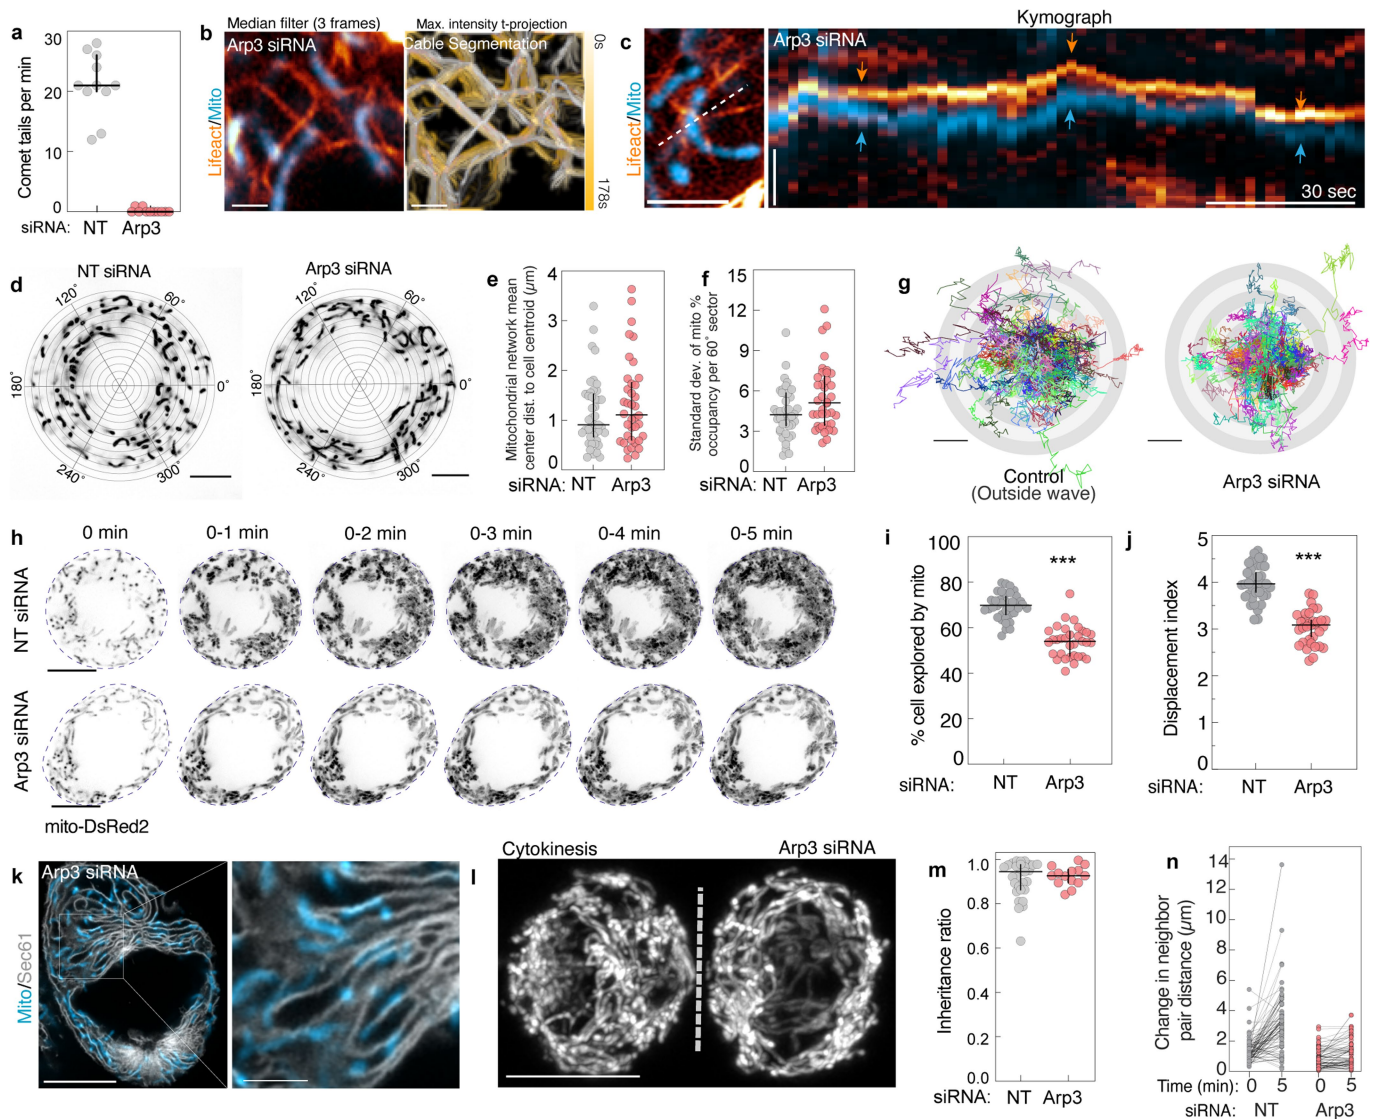 a
Comet tails per min
30
20
10
0
siRNA: NT Arp3
b
Median filter (3 frames)
Arp3 siRNA
Lifeact/Mito
Max. intensity t-projection
Cable Segmentation
0s
178s
c
Lifeact/Mito
Kymograph
Arp3 siRNA
30 sec
d
NT siRNA
120°
60°
180°
0°
240°
300°
Arp3 siRNA
120°
60°
180°
0°
240°
300°
e
Mitochondrial network mean
center dist. to cell centroid (µm)
4
3
2
1
0
siRNA: NT Arp3
f
Standard dev. of mito %
occupancy per 60° sector
15
12
9
6
3
0
siRNA: NT Arp3
g
Control
(Outside wave)
Arp3 siRNA
h
0 min
0-1 min
0-2 min
0-3 min
0-4 min
0-5 min
NT siRNA
Arp3 siRNA
mito-DsRed2
i
% cell explored by mito
100
80
60
40
20
0
***
siRNA: NT Arp3
j
Displacement index
5
4
3
2
1
0
***
siRNA: NT Arp3
k
Arp3 siRNA
Mito/Sec61
l
Cytokinesis
Arp3 siRNA
m
Inheritance ratio
1.0
0.8
0.6
0.4
0.2
0.0
siRNA: NT Arp3
n
Change in neighbor
pair distance (µm)
14
12
10
8
6
4
2
0
Time (min): 0 5 0 5
siRNA: NT Arp3